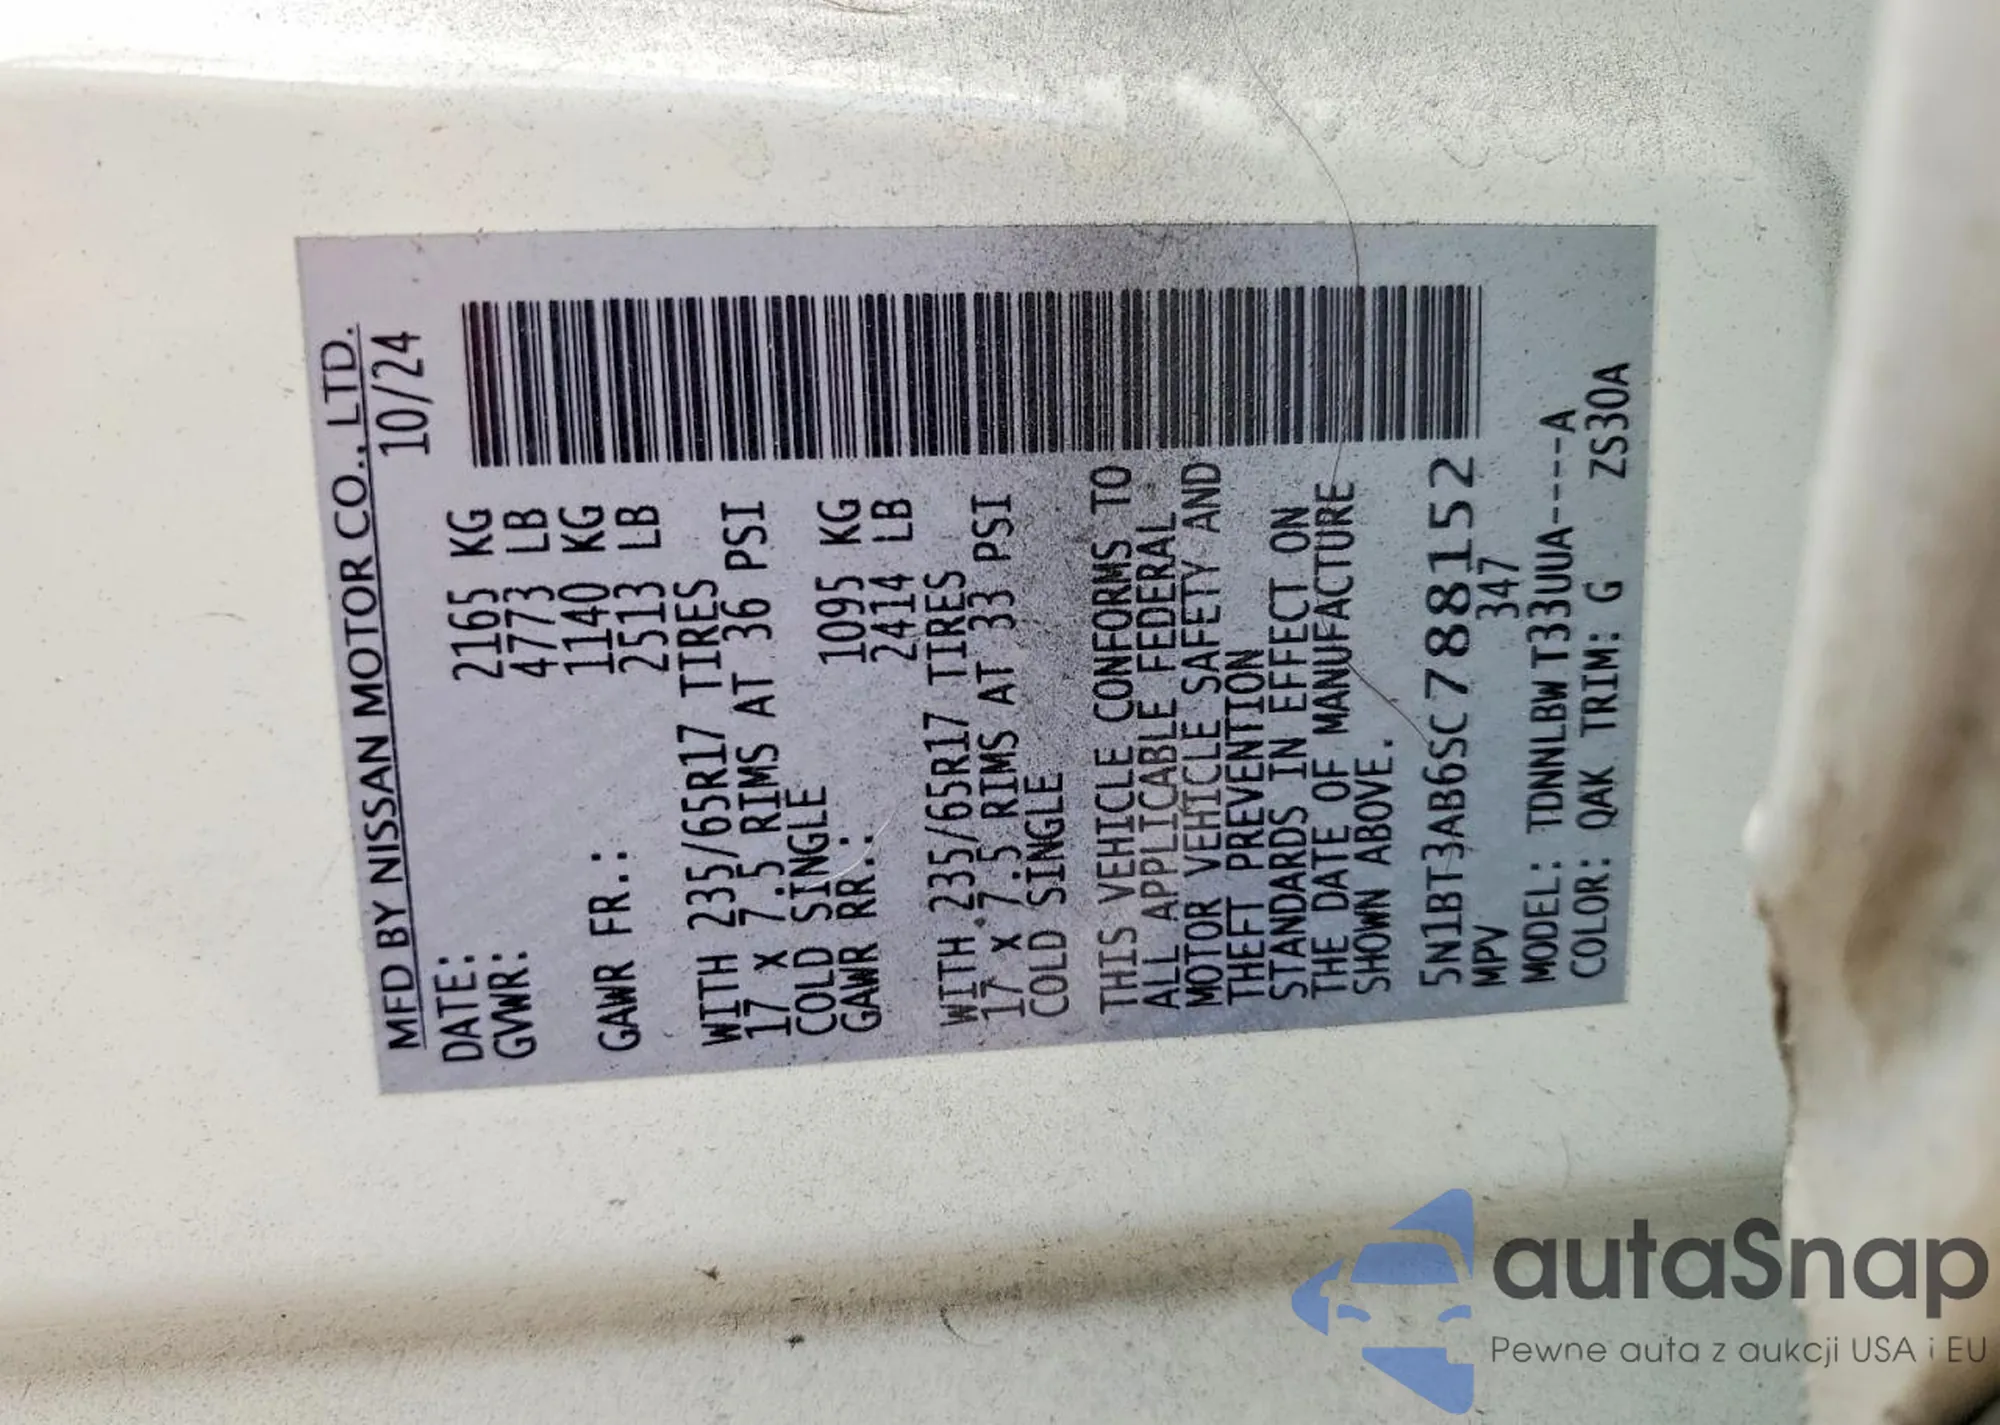 MFD BY NISSAN MOTOR CO., LTD.
DATE: 10/24
GVWR: 2165 KG
4773 LB
GAWR FR.: 1140 KG
2513 LB
WITH 235/65R17 TIRES
17 X 7.5 RIMS AT 36 PSI
COLD SINGLE
GAWR RR.: 1095 KG
2414 LB
WITH 235/65R17 TIRES
17 X 7.5 RIMS AT 33 PSI
COLD SINGLE
THIS VEHICLE CONFORMS TO
ALL APPLICABLE FEDERAL
MOTOR VEHICLE SAFETY AND
THEFT PREVENTION
STANDARDS IN EFFECT ON
THE DATE OF MANUFACTURE
SHOWN ABOVE.
5N1BT3AB6SC788152
MPV 347
MODEL: TDNNLBW T33UUA----A
COLOR: QAK TRIM: G ZS30A
autaSnap
Pewne auta z aukcji USA i EU